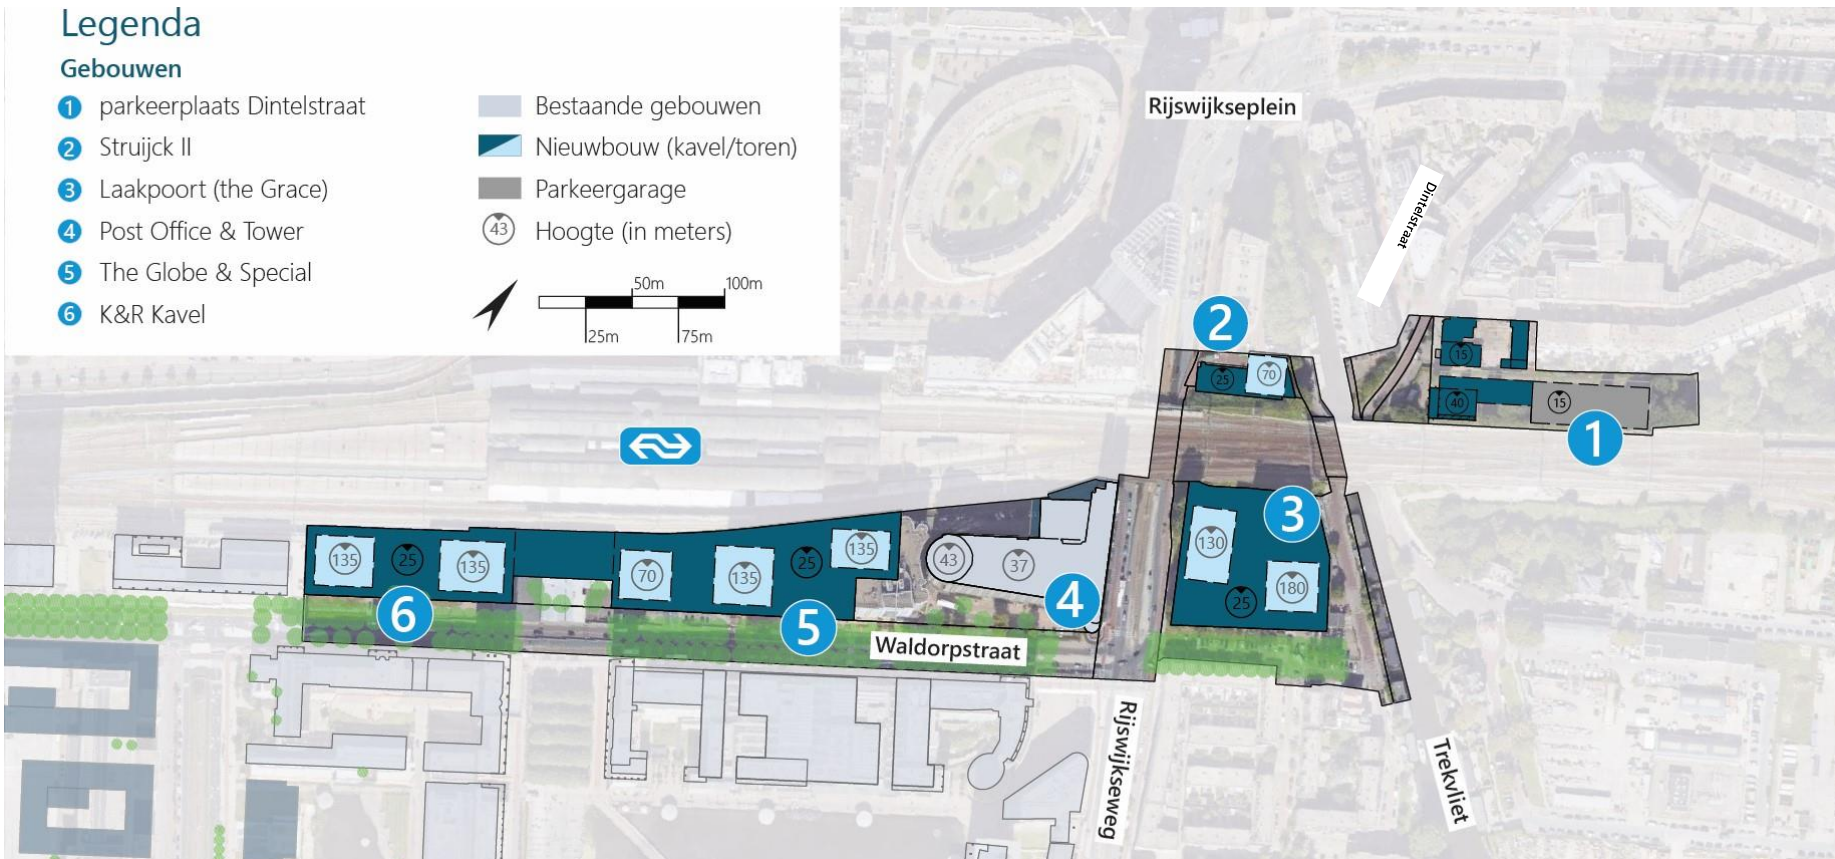 Legenda
Gebouwen
1 parkeerplaats Dintelstraat
2 Struijck II
3 Laakpoort (the Grace)
4 Post Office & Tower
5 The Globe & Special
6 K&R Kavel
Bestaande gebouwen
Nieuwbouw (kavel/toren)
Parkeergarage
43 Hoogte (in meters)
50m 100m
25m 75m
Rijswijkseplein
Dintelstraat
2
25 70
15
40 15
1
3
130
180
25
135 25 135
70 135 25 135
43 37
4
6
5
Waldorpstraat
Rijswijkseweg
Trekvliet